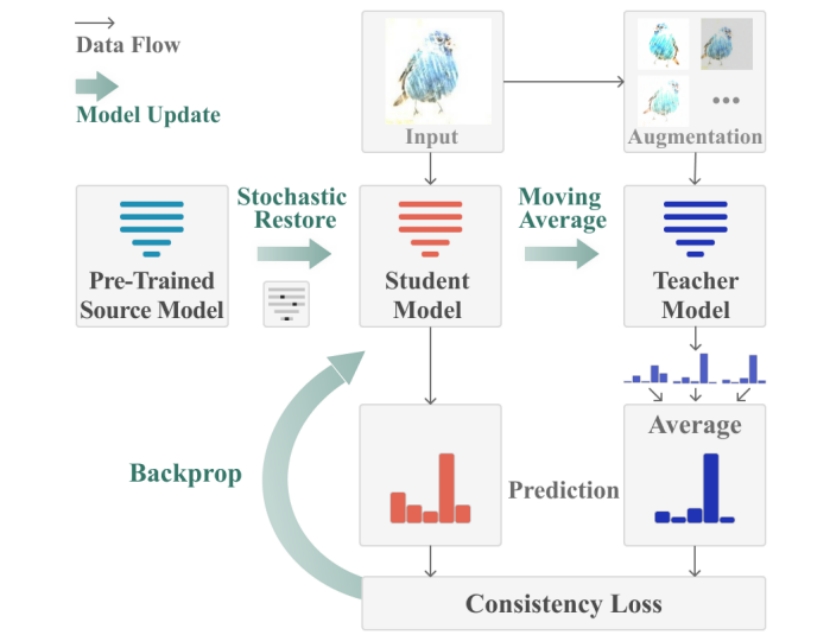 Data Flow
Model Update
Input
Augmentation
•••
Pre-Trained
Source Model
Stochastic
Restore
Student
Model
Moving
Average
Teacher
Model
Average
Backprop
Prediction
Consistency Loss